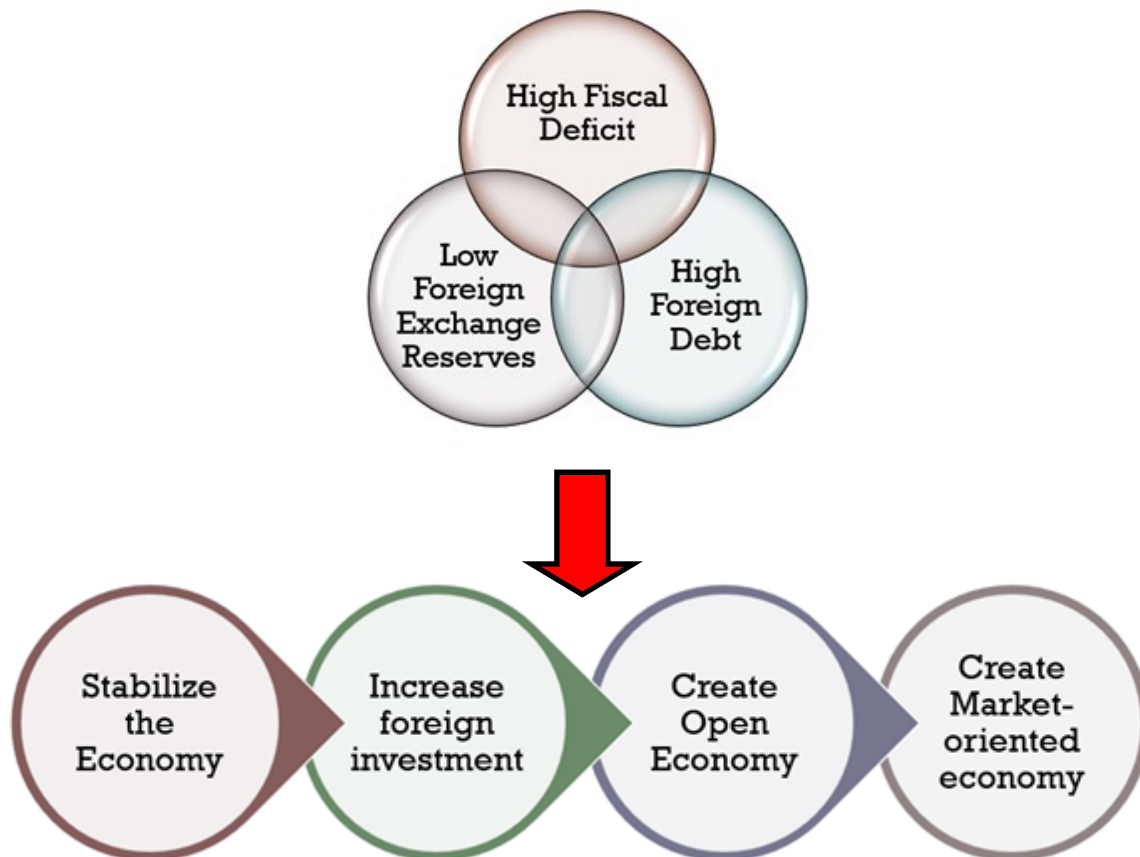 High Fiscal
Deficit
Low
Foreign
Exchange
Reserves
High
Foreign
Debt
Stabilize
the
Economy
Increase
foreign
investment
Create
Open
Economy
Create
Market-
oriented
economy